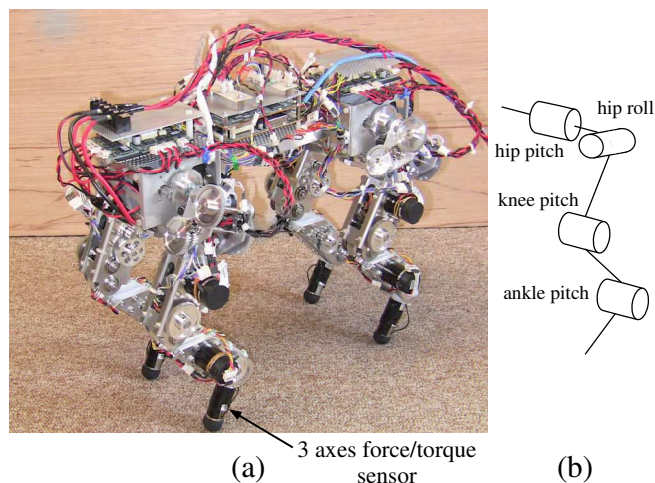 hip roll
hip pitch
knee pitch
ankle pitch
3 axes force/torque
sensor
(a)
(b)